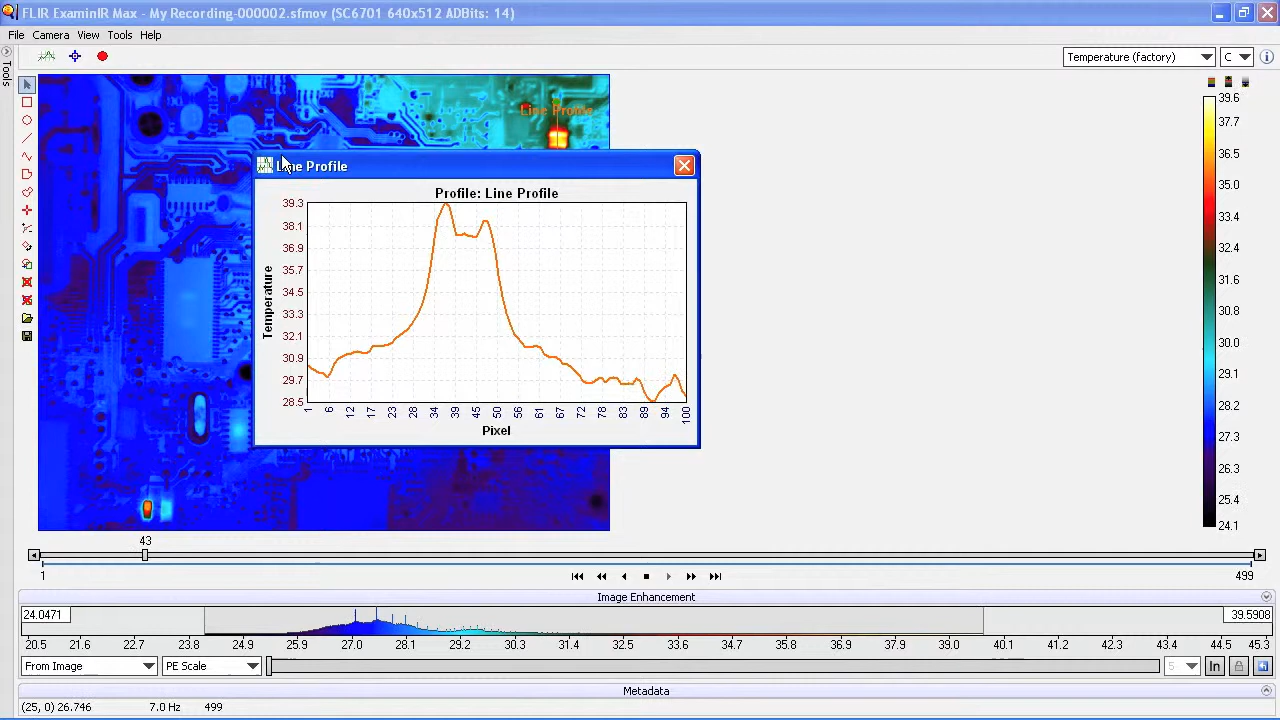 FLIR ExaminIR Max - My Recording-000002.sfmov (SC6701 640x512 ADBits: 14)
File Camera View Tools Help
Temperature (factory) C
Tools
Line Profile
Line Profile
Profile: Line Profile
39.3
38.1
36.9
35.7
34.5
33.3
32.1
30.9
29.7
28.5
Temperature
1 6 12 17 23 28 34 39 45 50 56 61 67 72 78 83 89 94 100
Pixel
39.6
37.7
36.5
35.0
33.4
32.4
31.6
30.8
31.0
29.1
28.2
27.3
26.3
25.4
24.1
43
1 499
Image Enhancement
24.0471 39.5908
20.5 21.6 22.7 23.8 24.9 25.9 27.0 28.1 29.2 30.3 31.4 32.5 33.6 34.7 35.8 36.9 37.9 39.0 40.1 41.2 42.3 43.4 44.5 45.3
From Image PE Scale 5 In
Metadata
(25, 0) 26.746 7.0 Hz 499